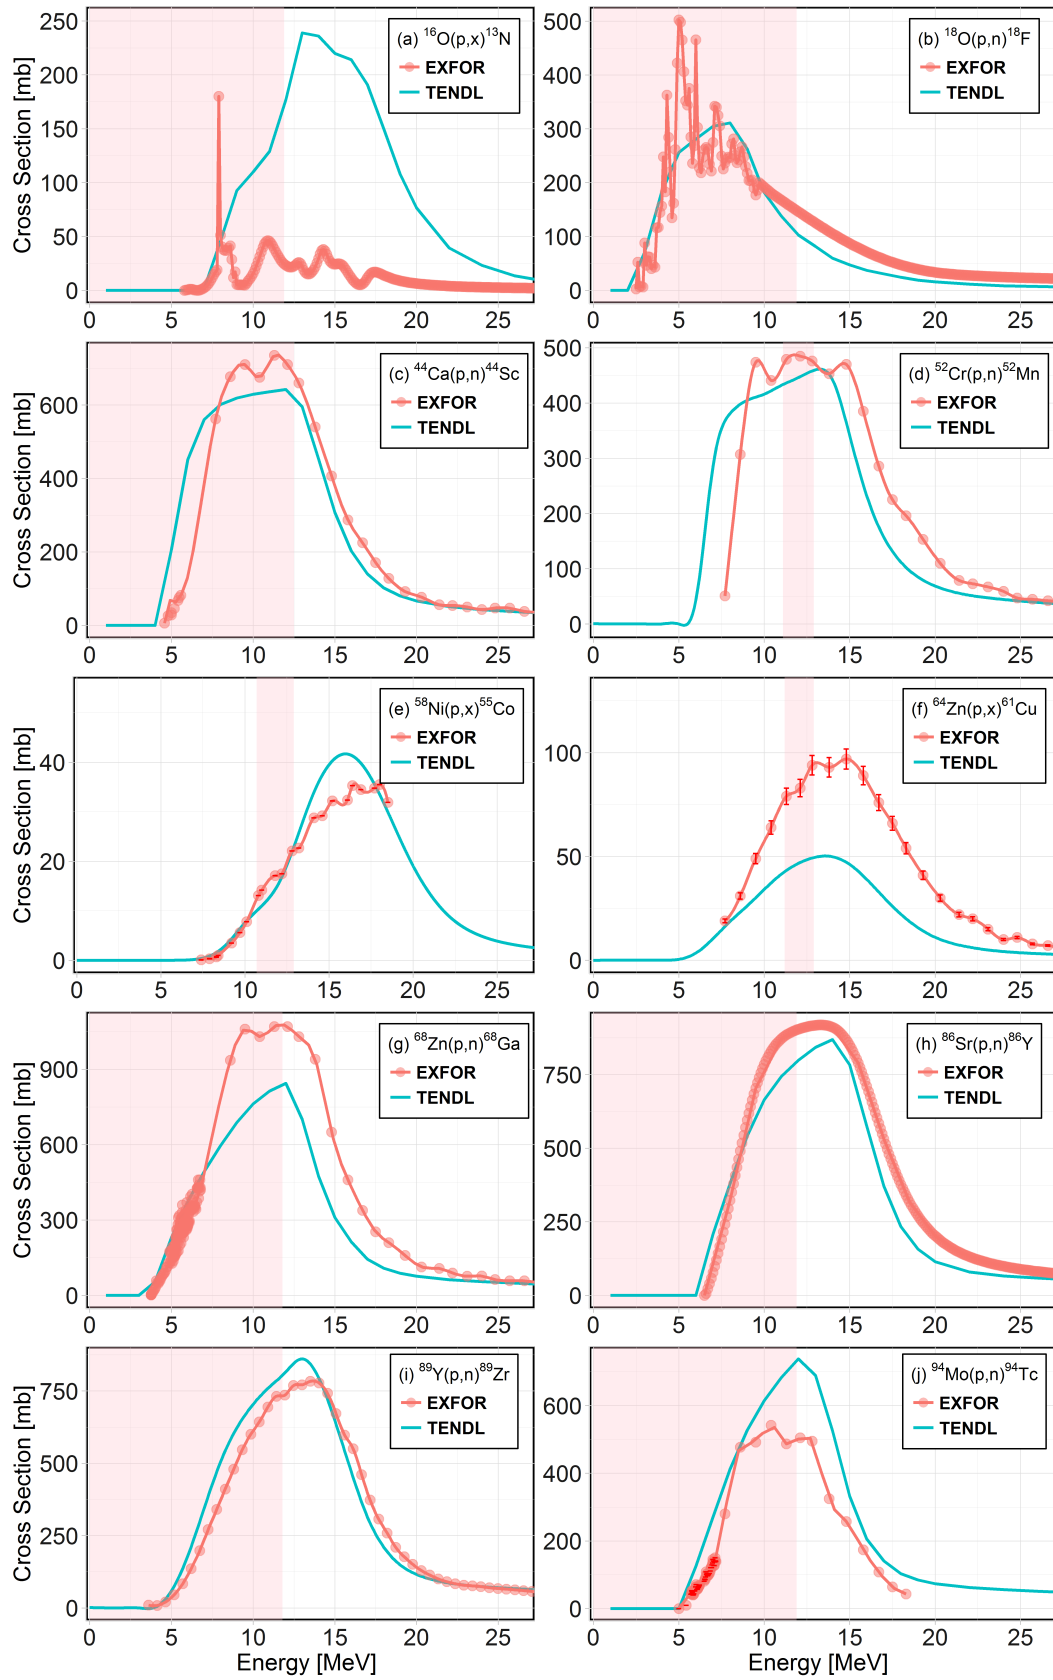 250
200
150
100
50
0
0
5
10
15
20
25
Cross Section [mb]
(a) ¹⁶O(p,x)¹³N
EXFOR
TENDL
500
400
300
200
100
0
0
5
10
15
20
25
(b) ¹⁸O(p,n)¹⁸F
EXFOR
TENDL
600
400
200
0
0
5
10
15
20
25
Cross Section [mb]
(c) ⁴⁴Ca(p,n)⁴⁴Sc
EXFOR
TENDL
500
400
300
200
100
0
0
5
10
15
20
25
(d) ⁵²Cr(p,n)⁵²Mn
EXFOR
TENDL
40
20
0
0
5
10
15
20
25
Cross Section [mb]
(e) ⁵⁸Ni(p,x)⁵⁵Co
EXFOR
TENDL
100
50
0
0
5
10
15
20
25
(f) ⁶⁴Zn(p,x)⁶¹Cu
EXFOR
TENDL
900
600
300
0
0
5
10
15
20
25
Cross Section [mb]
(g) ⁶⁸Zn(p,n)⁶⁸Ga
EXFOR
TENDL
750
500
250
0
0
5
10
15
20
25
(h) ⁸⁶Sr(p,n)⁸⁶Y
EXFOR
TENDL
750
500
250
0
0
5
10
15
20
25
Cross Section [mb]
Energy [MeV]
(i) ⁸⁹Y(p,n)⁸⁹Zr
EXFOR
TENDL
600
400
200
0
0
5
10
15
20
25
Energy [MeV]
(j) ⁹⁴Mo(p,n)⁹⁴Tc
EXFOR
TENDL